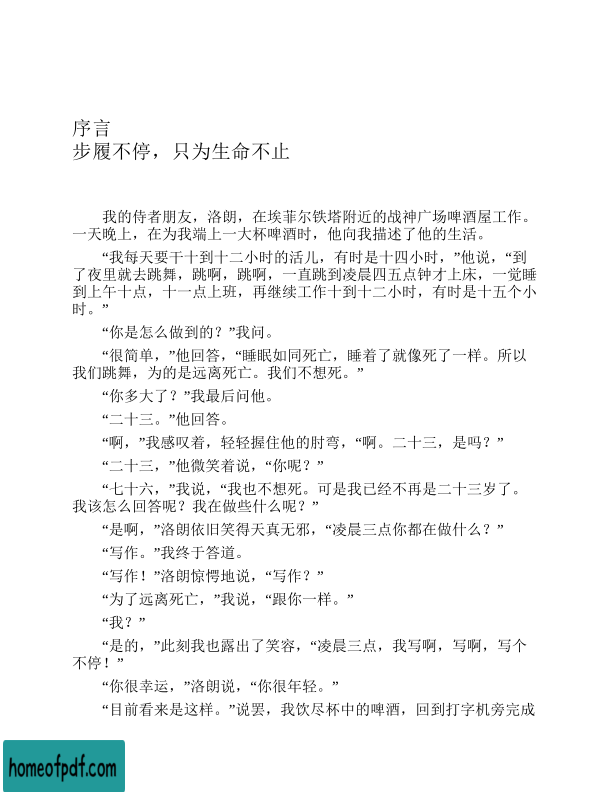 序言
步履不停，只为生命不止
我的侍者朋友，洛朗，在埃菲尔铁塔附近的战神广场啤酒屋工作。
一天晚上，在为我端上一大杯啤酒时，他向我描述了他的生活。
“我每天要干十到十二小时的活儿，有时是十四小时，”他说，“到
了夜里就去跳舞，跳啊，跳啊，一直跳到凌晨四五点钟才上床，一觉睡
到上午十点，十一点上班，再继续工作十到十二小时，有时是十五个小
时。”
“你是怎么做到的？”我问。
“很简单，”他回答，“睡眠如同死亡，睡着了就像死了一样。所以
我们跳舞，为的是远离死亡。我们不想死。”
“你多大了？”我最后问他。
“二十三。”他回答。
“啊，”我感叹着，轻轻握住他的肘弯，“啊。二十三，是吗？”
“二十三，”他微笑着说，“你呢？”
“七十六，”我说，“我也不想死。可是我已经不再是二十三岁了。
我该怎么回答呢？我在做些什么呢？”
“是啊，”洛朗依旧笑得天真无邪，“凌晨三点你都在做什么？”
“写作。”我终于答道。
“写作！”洛朗惊愕地说，“写作？”
“为了远离死亡，”我说，“跟你一样。”
“我？”
“是的，”此刻我也露出了笑容，“凌晨三点，我写啊，写啊，写个
不停！”
“你很幸运，”洛朗说，“你很年轻。”
“目前看来是这样。”说罢，我饮尽杯中的啤酒，回到打字机旁完成
homeofpdf.com